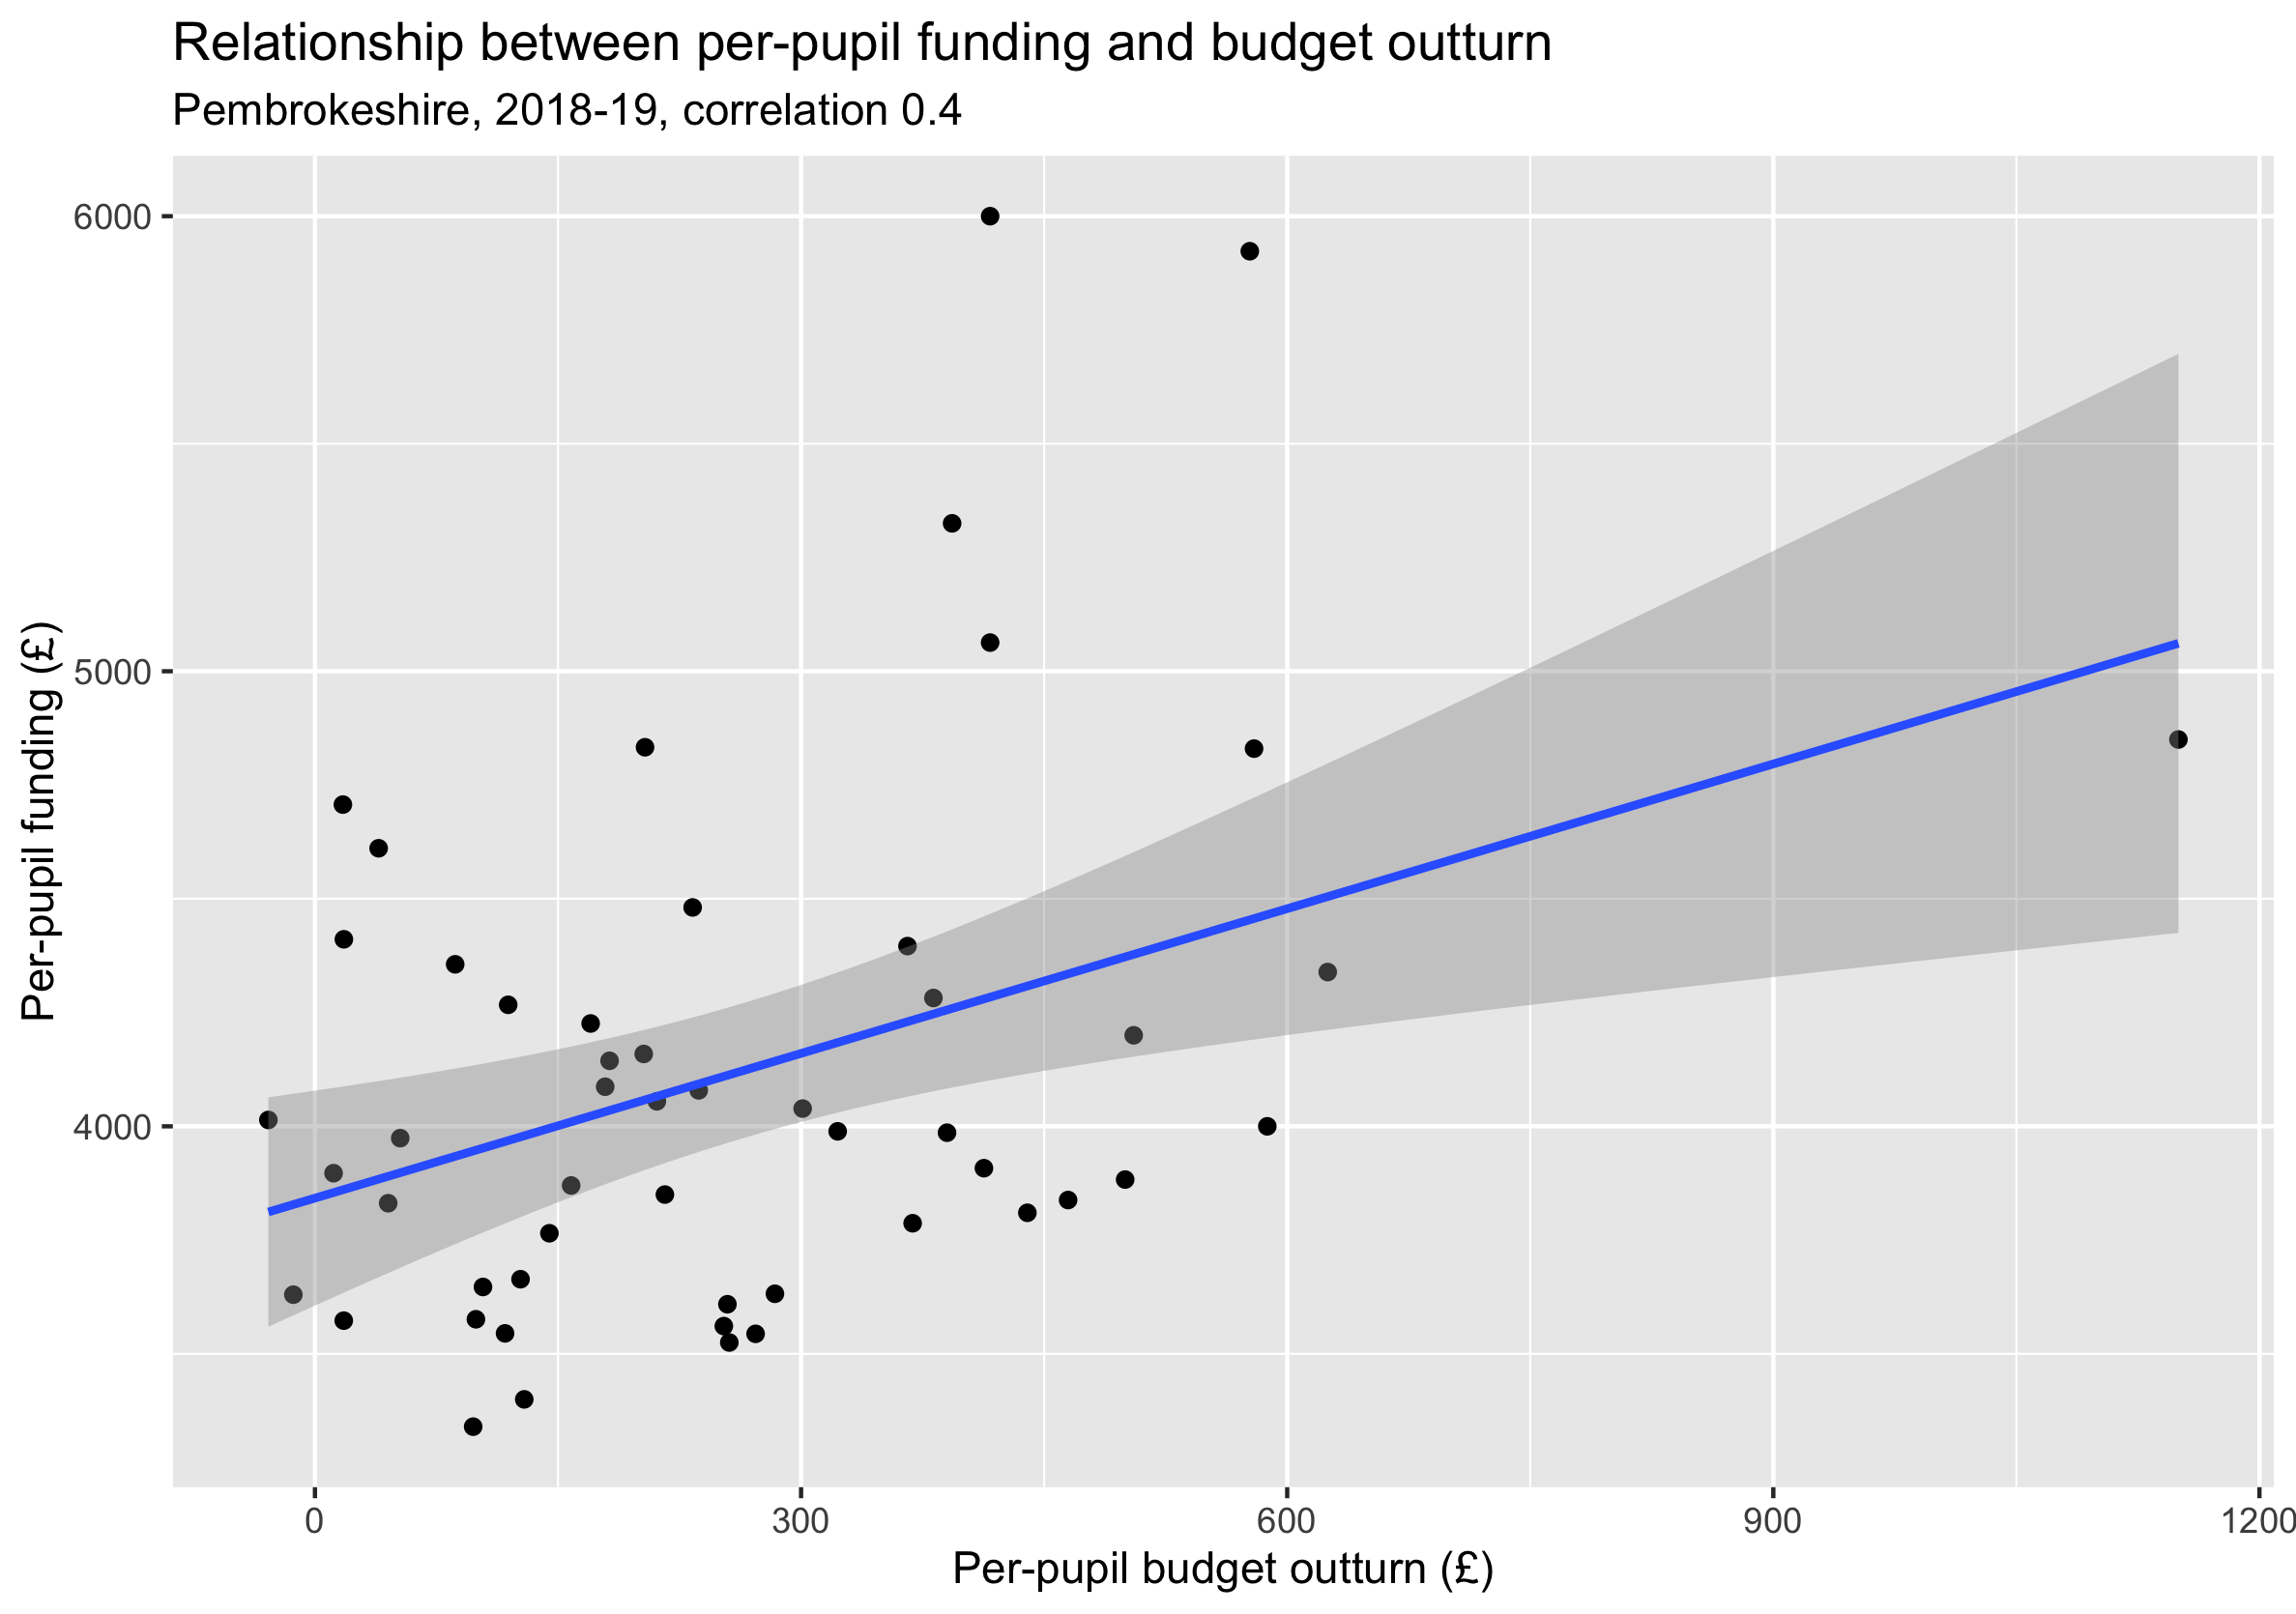 Relationship between per-pupil funding and budget outturn
Pembrokeshire, 2018-19, correlation 0.4
Per-pupil funding (£)
6000
5000
4000
0 300 600 900 1200
Per-pupil budget outturn (£)